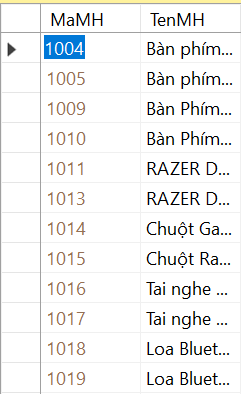 MaMH TenMH
1004 Bàn phím...
1005 Bàn phím...
1009 Bàn Phím...
1010 Bàn Phím...
1011 RAZER D...
1013 RAZER D...
1014 Chuột Ga...
1015 Chuột Ra...
1016 Tai nghe ...
1017 Tai nghe ...
1018 Loa Bluet...
1019 Loa Bluet...